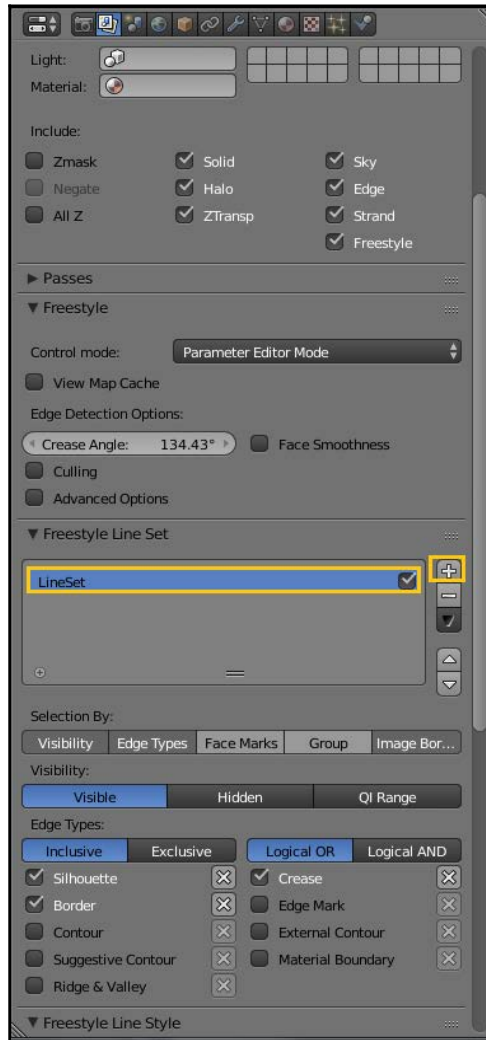 Light:
Material:
Include:
Zmask Solid Sky
Negate Halo Edge
All Z ZTransp Strand
Freestyle
Passes
Freestyle
Control mode: Parameter Editor Mode
View Map Cache
Edge Detection Options:
Crease Angle: 134.43° Face Smoothness
Culling
Advanced Options
Freestyle Line Set
LineSet
Selection By:
Visibility Edge Types Face Marks Group Image Bor...
Visibility:
Visible Hidden QI Range
Edge Types:
Inclusive Exclusive Logical OR Logical AND
Silhouette Crease
Border Edge Mark
Contour External Contour
Suggestive Contour Material Boundary
Ridge & Valley
Freestyle Line Style